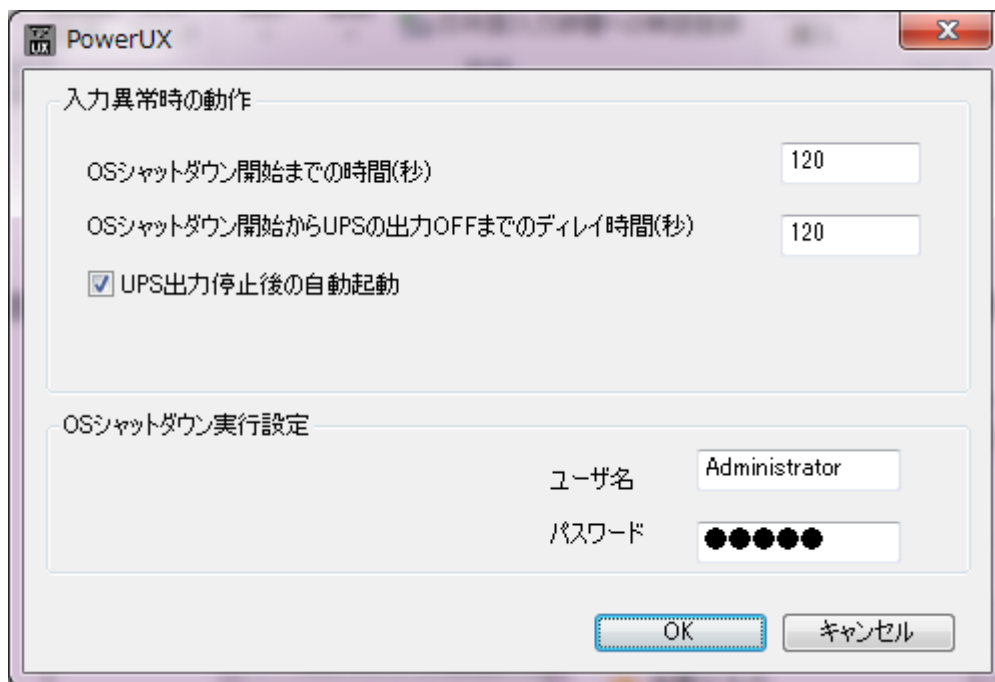 PowerUX
入力異常時の動作
OSシャットダウン開始までの時間(秒)
120
OSシャットダウン開始からUPSの出力OFFまでのディレイ時間(秒)
120
UPS出力停止後の自動起動
OSシャットダウン実行設定
ユーザ名
Administrator
パスワード
●●●●●
OK
キャンセル